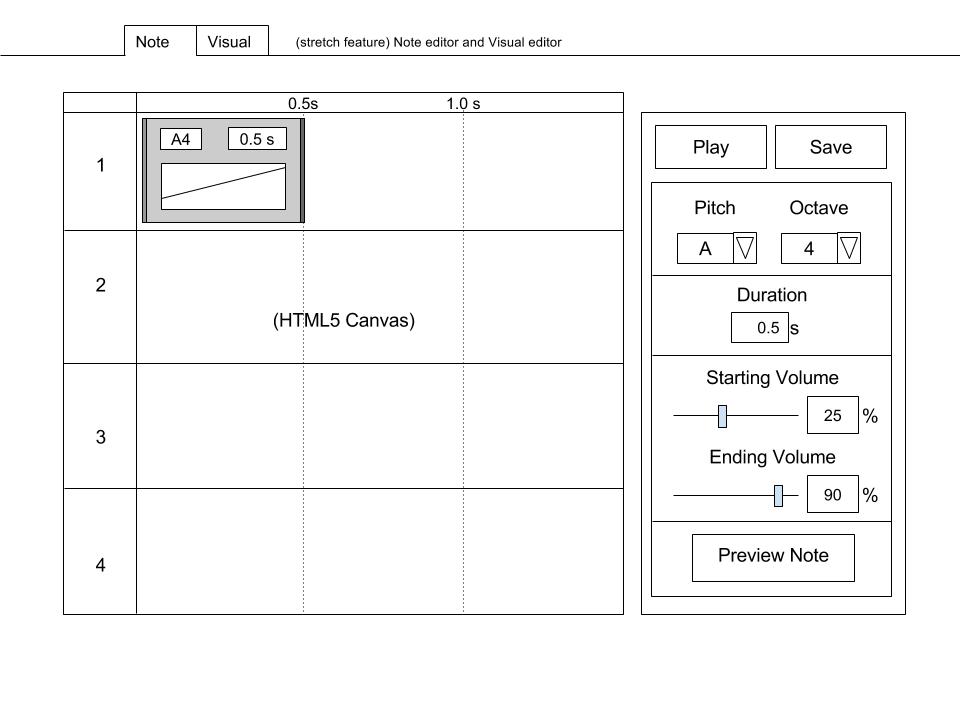 Note
Visual
(stretch feature) Note editor and Visual editor
0.5s
1.0 s
1
A4
0.5 s
2
(HTML5 Canvas)
3
4
Play
Save
Pitch
Octave
A
4
Duration
0.5 s
Starting Volume
25 %
Ending Volume
90 %
Preview Note